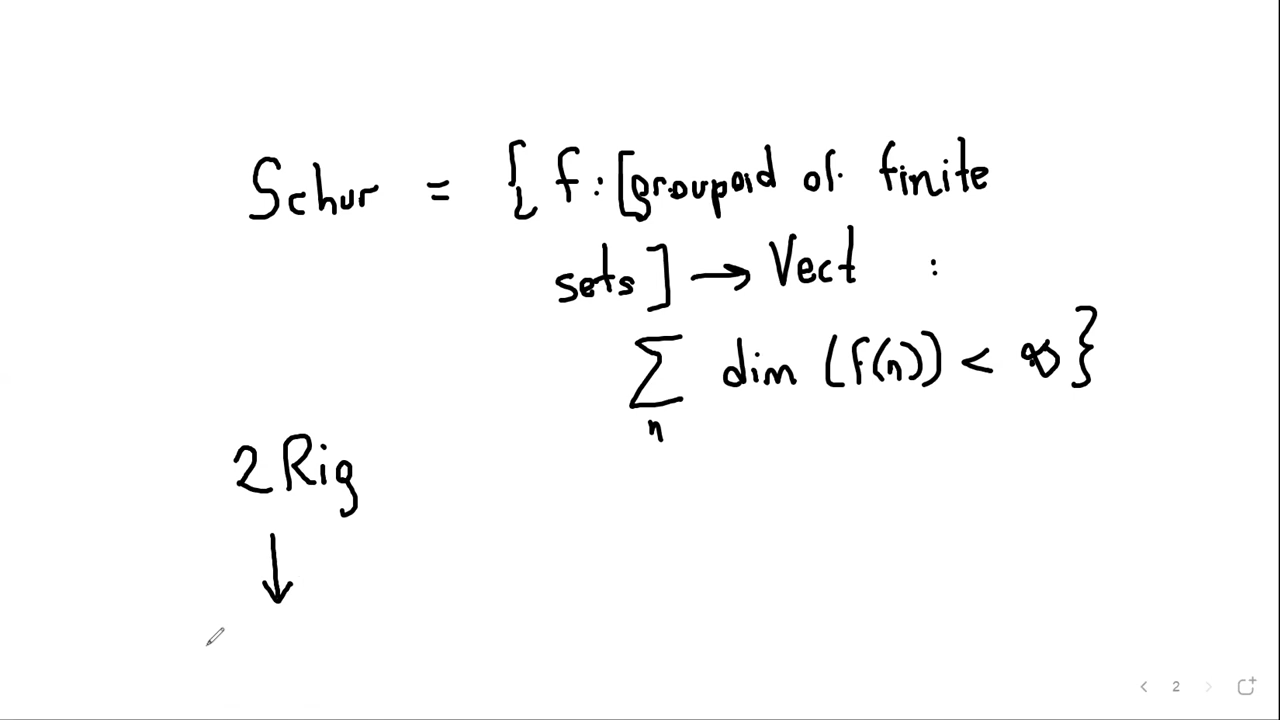 Schur = { f : [groupoid of finite
sets] → Vect :
∑ dim (f(n)) < ∞ }
n
2Rig
↓
2